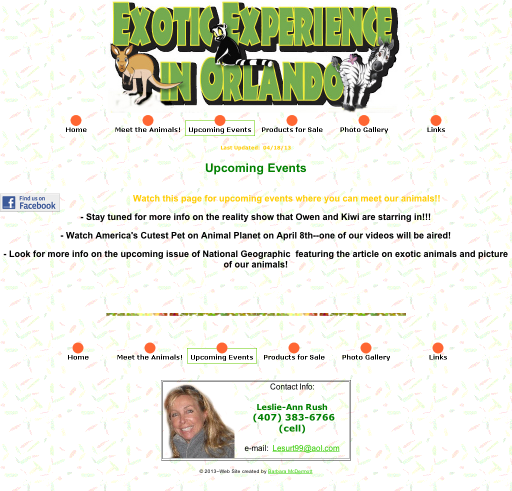 Exotic Experience
in Orlando
Home Meet the Animals! Upcoming Events Products for Sale Photo Gallery Links
Last Updated: 04/19/13
Upcoming Events
Find us on
Facebook
Watch this page for upcoming events where you can meet our animals!!
- Stay tuned for more info on the reality show that Owen and Kiwi are starring in!!!
- Watch America's Cutest Pet on Animal Planet on April 8th--one of our videos will be aired!
- Look for more info on the upcoming issue of National Geographic featuring the article on exotic animals and picture
of our animals!
Home Meet the Animals! Upcoming Events Products for Sale Photo Gallery Links
Contact Info:
Leslie-Ann Rush
(407) 383-6766
(cell)
e-mail: Lesurl99@aol.com
© 2013~Web Site created by Barbara McDermott